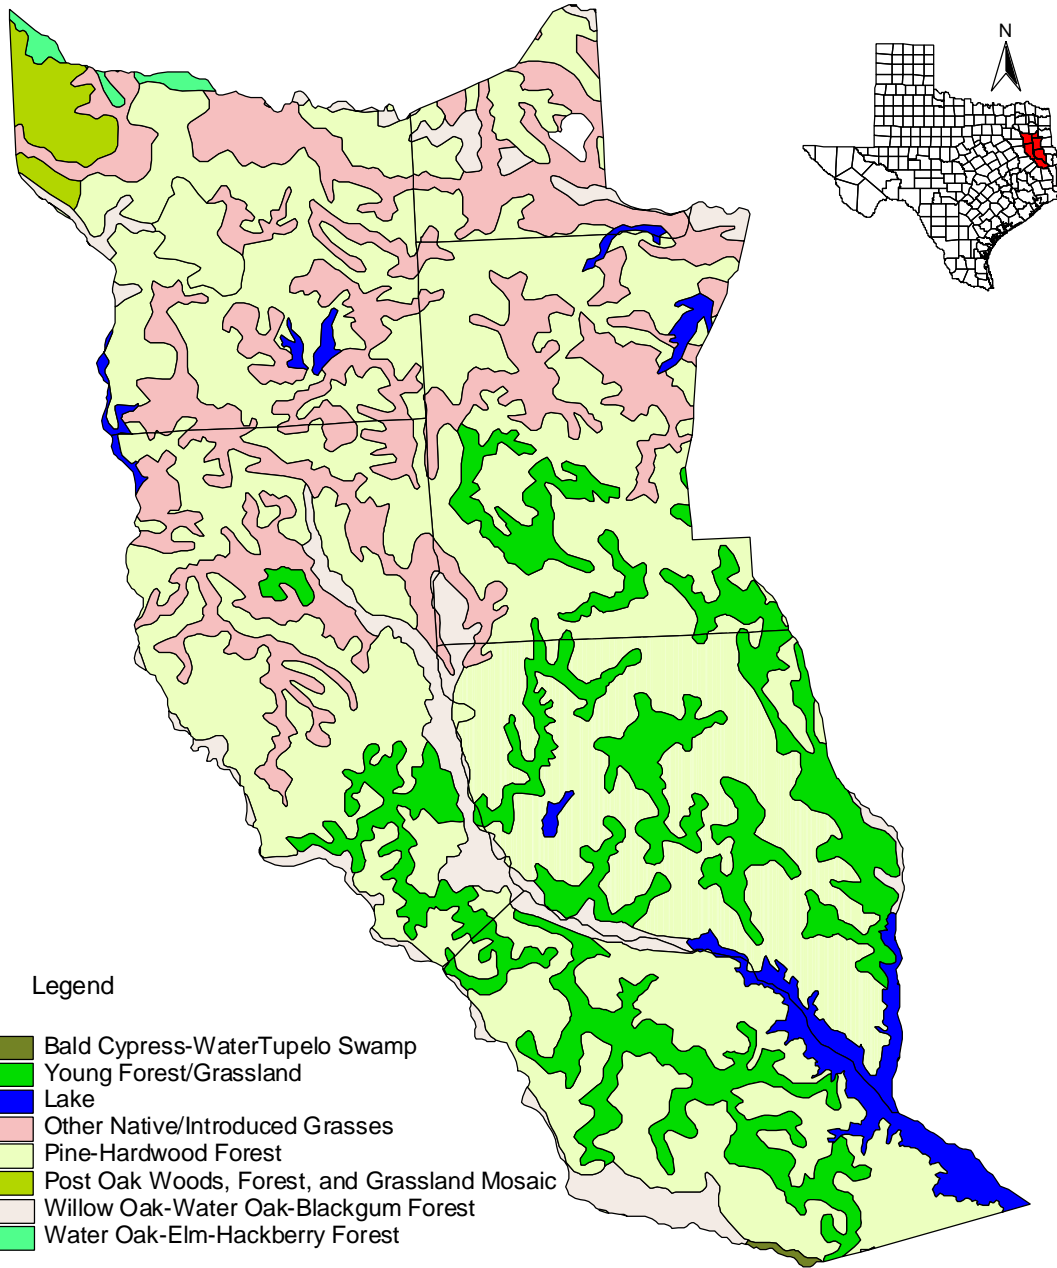 N
Legend
Bald Cypress-WaterTupelo Swamp
Young Forest/Grassland
Lake
Other Native/Introduced Grasses
Pine-Hardwood Forest
Post Oak Woods, Forest, and Grassland Mosaic
Willow Oak-Water Oak-Blackgum Forest
Water Oak-Elm-Hackberry Forest